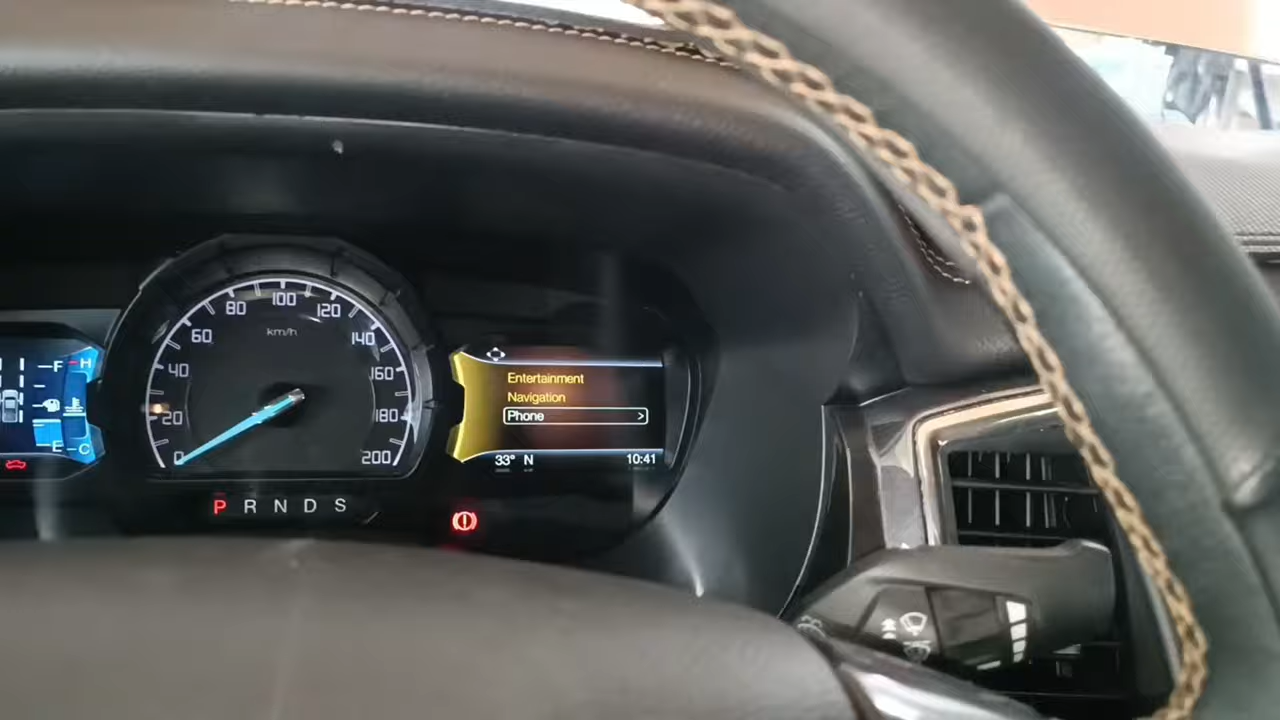 F H
E C
0 20 40 60 80 100 120 140 160 180 200
km/h
P R N D S
Entertainment
Navigation
Phone >
33° N 10:41